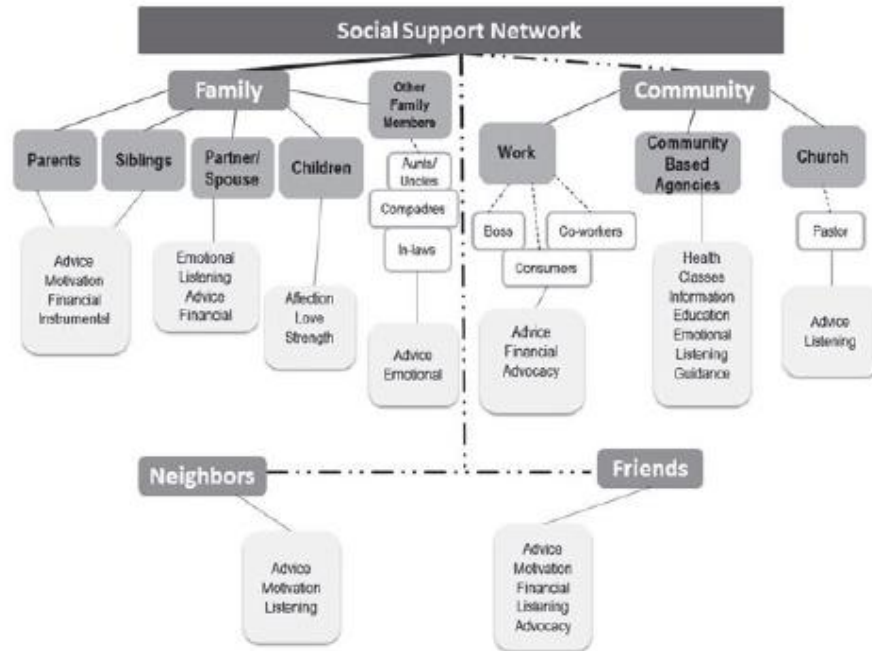 Social Support Network
Family
Community
Other
Family
Members
Parents
Siblings
Partner/
Spouse
Children
Work
Community
Based
Agencies
Church
Aunts/
Uncles
Compadres
In-laws
Boss
Co-workers
Consumers
Pastor
Advice
Motivation
Financial
Instrumental
Emotional
Listening
Advice
Financial
Affection
Love
Strength
Advice
Emotional
Advice
Financial
Advocacy
Health
Classes
Information
Education
Emotional
Listening
Guidance
Advice
Listening
Neighbors
Friends
Advice
Motivation
Listening
Advice
Motivation
Financial
Listening
Advocacy